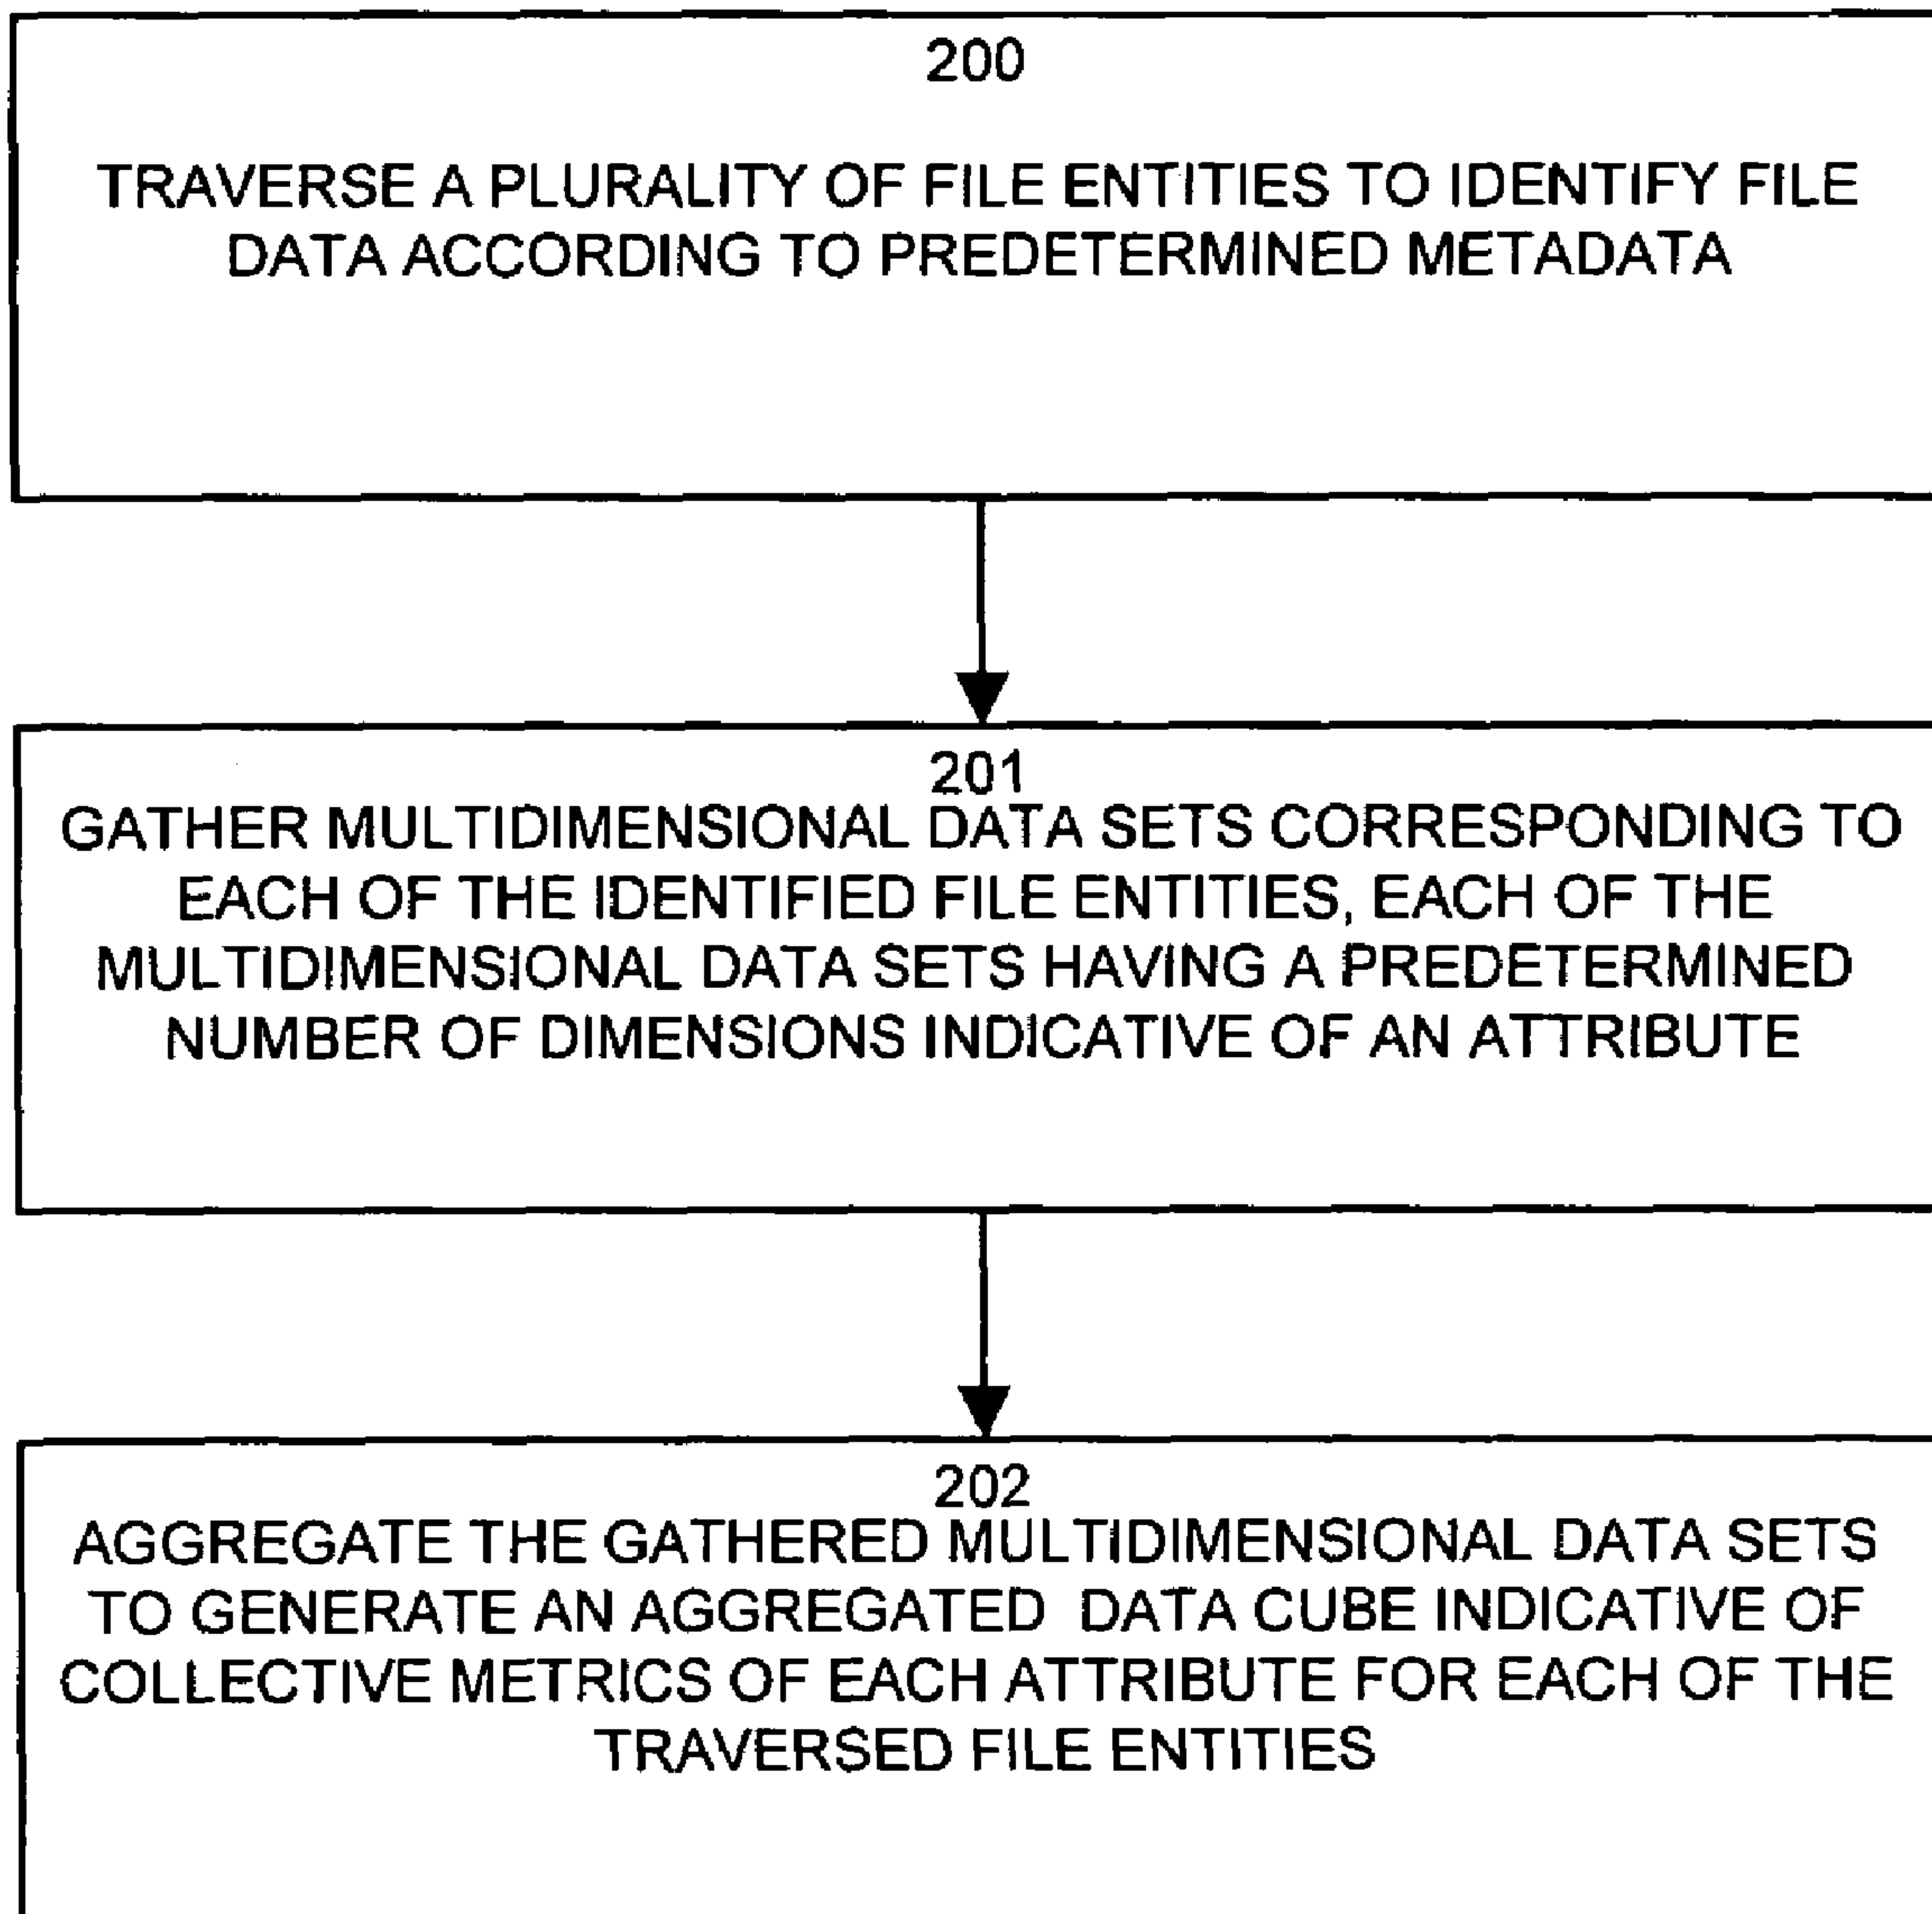 200
TRAVERSE A PLURALITY OF FILE ENTITIES TO IDENTIFY FILE
DATA ACCORDING TO PREDETERMINED METADATA
201
GATHER MULTIDIMENSIONAL DATA SETS CORRESPONDING TO
EACH OF THE IDENTIFIED FILE ENTITIES, EACH OF THE
MULTIDIMENSIONAL DATA SETS HAVING A PREDETERMINED
NUMBER OF DIMENSIONS INDICATIVE OF AN ATTRIBUTE
202
AGGREGATE THE GATHERED MULTIDIMENSIONAL DATA SETS
TO GENERATE AN AGGREGATED DATA CUBE INDICATIVE OF
COLLECTIVE METRICS OF EACH ATTRIBUTE FOR EACH OF THE
TRAVERSED FILE ENTITIES